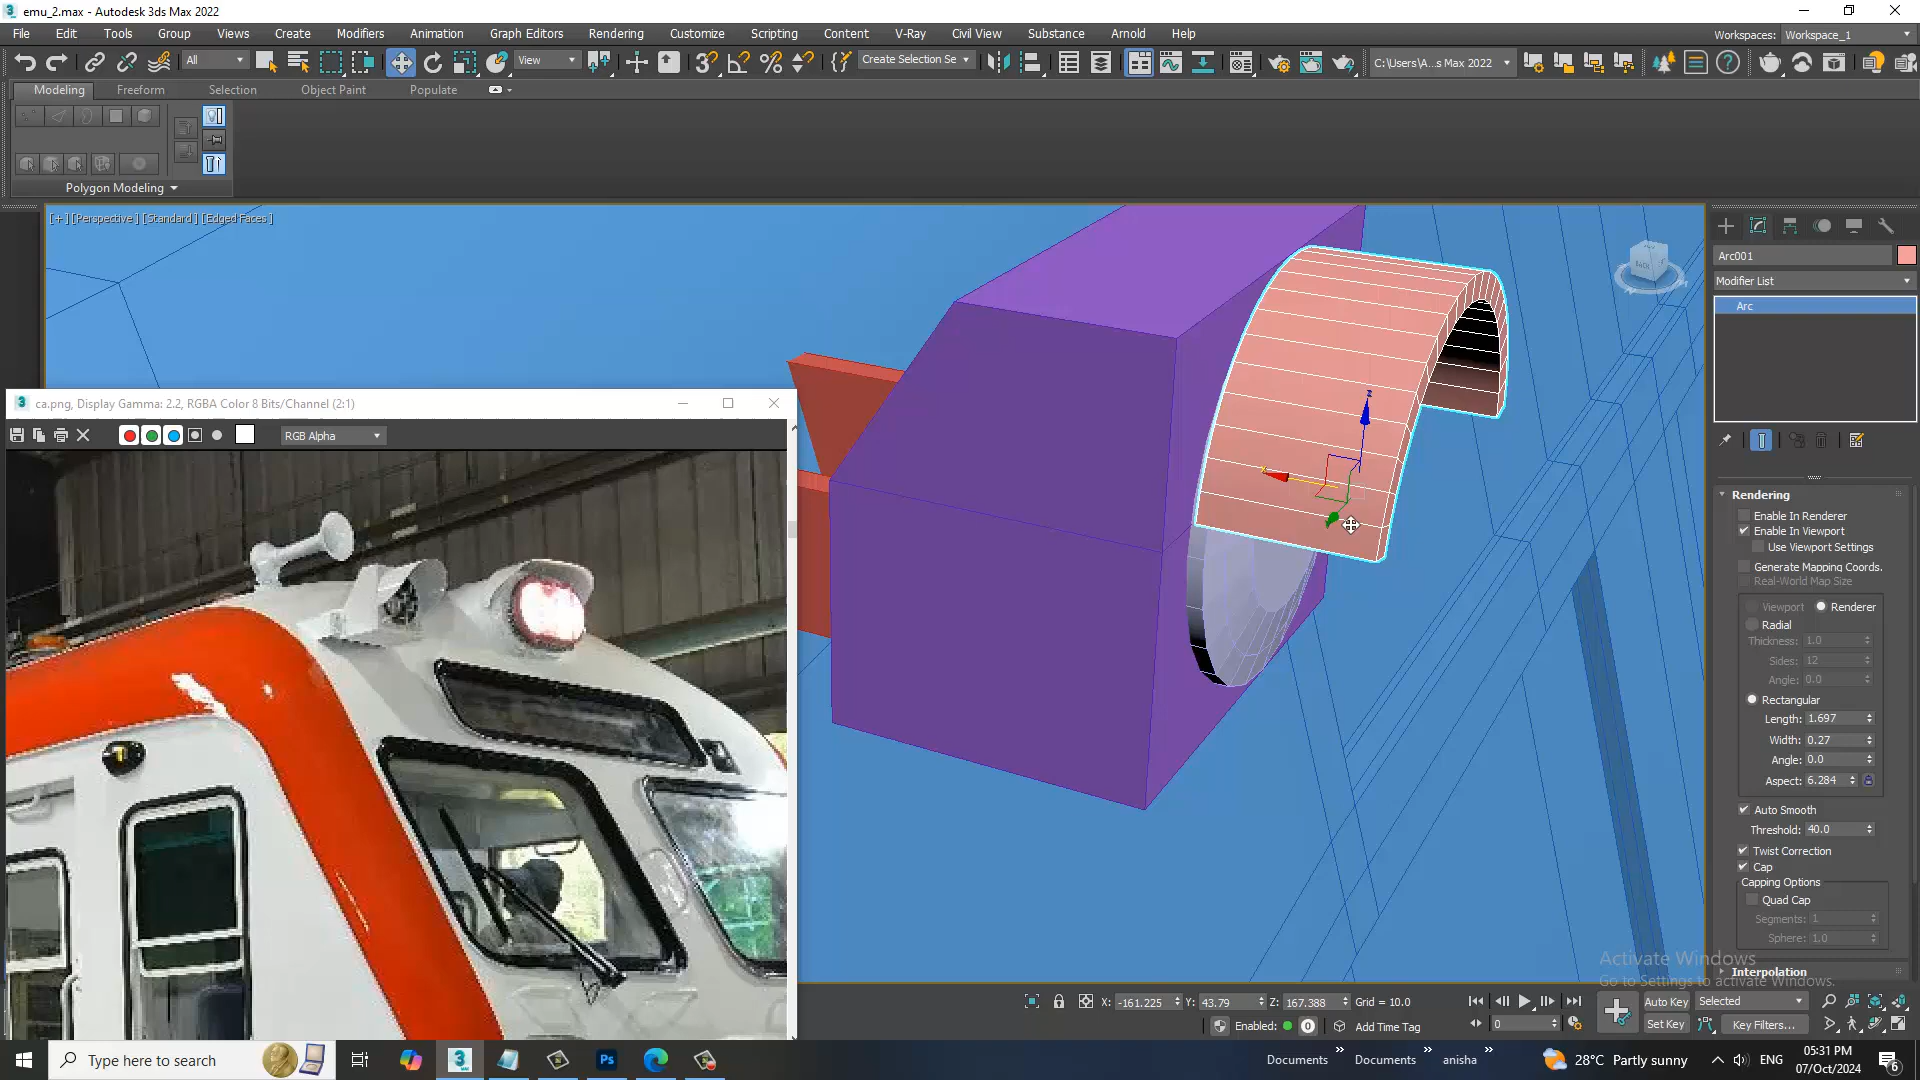 emu_2.max - Autodesk 3ds Max 2022
File Edit Tools Group Views Create Modifiers Animation Graph Editors Rendering Customize Scripting Content V-Ray Civil View Substance Arnold Help
Workspaces: Workspace_1
All View Create Selection Se C:\Users\A...s Max 2022
Modeling Freeform Selection Object Paint Populate
Polygon Modeling
[+] [Perspective] [Standard] [Edged Faces]
Arc001
Modifier List
Arc
ca.png, Display Gamma: 2.2, RGBA Color 8 Bits/Channel (2:1)
RGB Alpha
Rendering
Enable In Renderer
Enable In Viewport
Use Viewport Settings
Generate Mapping Coords.
Real-World Map Size
Viewport Renderer
Radial
Thickness: 1.0
Sides: 12
Angle: 0.0
Rectangular
Length: 1.697
Width: 0.27
Angle: 0.0
Aspect: 6.284
Auto Smooth
Threshold: 40.0
Twist Correction
Cap
Capping Options
Quad Cap
Segments: 1
Sphere: 1.0
Interpolation
Activate Windows
Go to Settings to activate Windows.
X: -161.225 Y: 43.79 Z: 167.388 Grid = 10.0
Auto Key Selected
Enabled: 0 Add Time Tag
0 Set Key Key Filters...
Type here to search
Documents Documents anisha
28°C Partly sunny
ENG
05:31 PM
07/Oct/2024
6